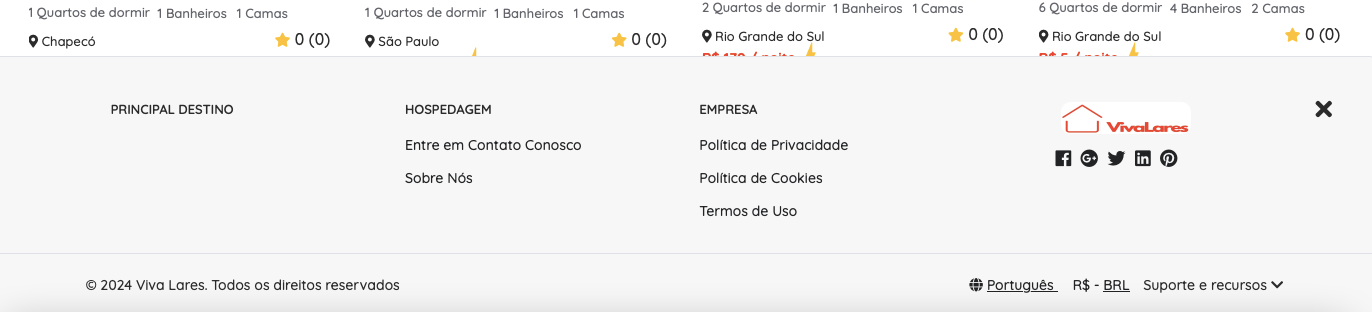 1 Quartos de dormir 1 Banheiros 1 Camas
Chapecó 0 (0)
1 Quartos de dormir 1 Banheiros 1 Camas
São Paulo 0 (0)
2 Quartos de dormir 1 Banheiros 1 Camas
Rio Grande do Sul 0 (0)
6 Quartos de dormir 4 Banheiros 2 Camas
Rio Grande do Sul 0 (0)
PRINCIPAL DESTINO
HOSPEDAGEM
Entre em Contato Conosco
Sobre Nós
EMPRESA
Política de Privacidade
Política de Cookies
Termos de Uso
VivaLares
© 2024 Viva Lares. Todos os direitos reservados
Português R$ - BRL Suporte e recursos